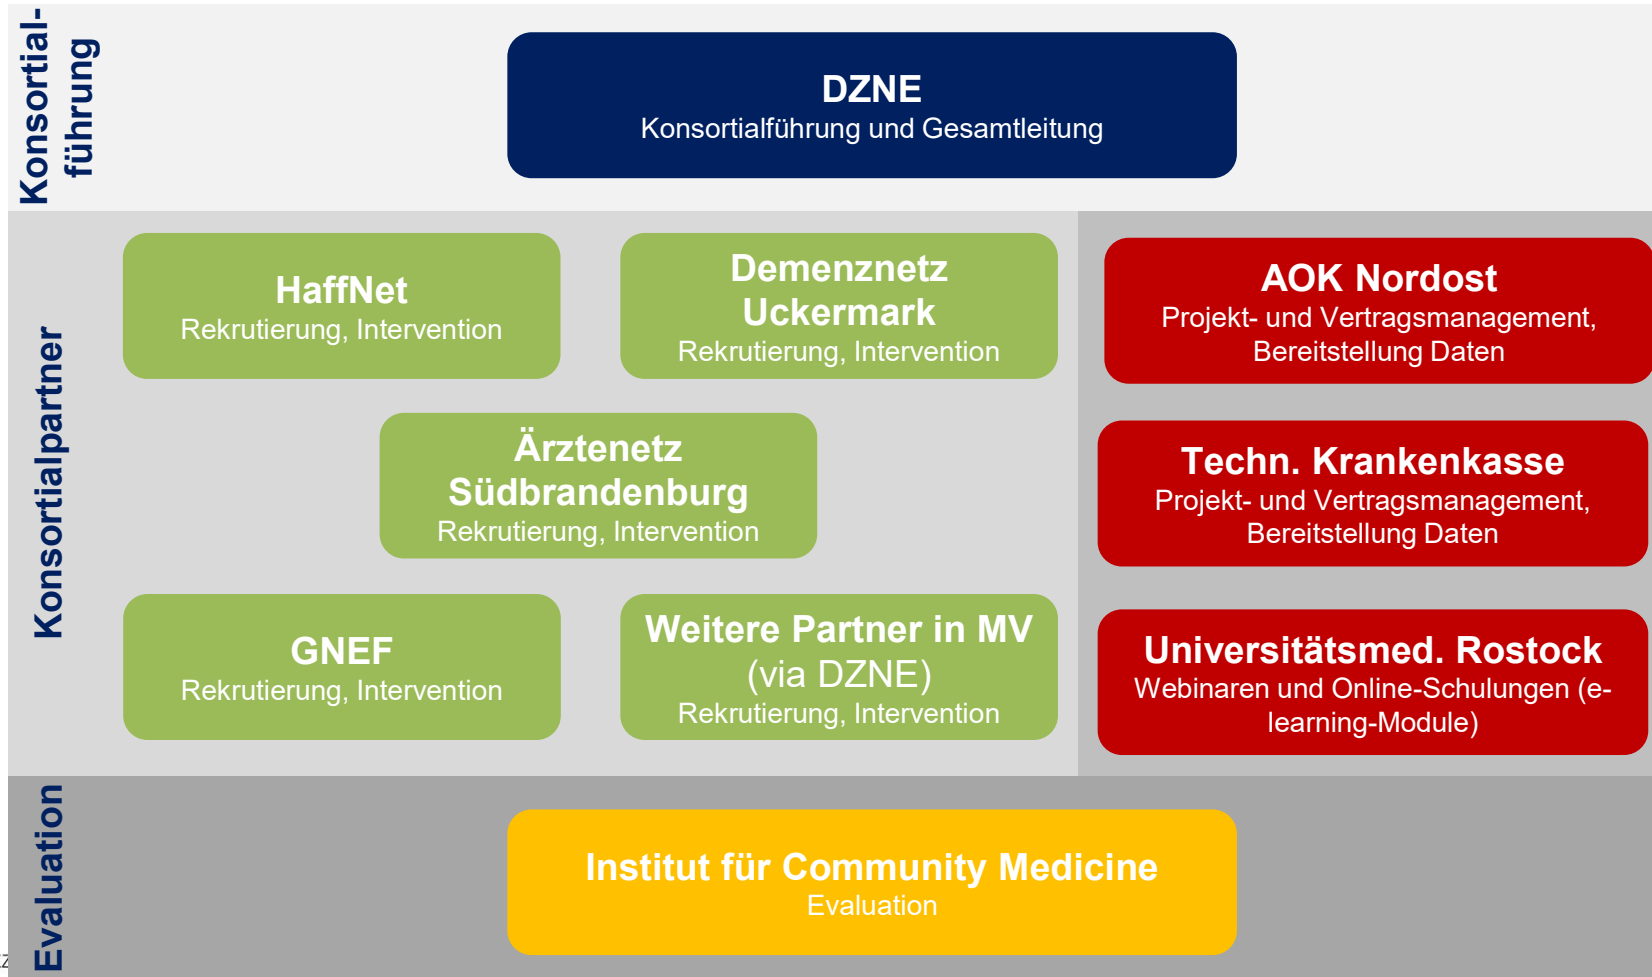 Konsortial-
führung
DZNE
Konsortialführung und Gesamtleitung
Konsortialpartner
HaffNet
Rekrutierung, Intervention
Demenznetz
Uckermark
Rekrutierung, Intervention
Ärztenetz
Südbrandenburg
Rekrutierung, Intervention
GNEF
Rekrutierung, Intervention
Weitere Partner in MV
(via DZNE)
Rekrutierung, Intervention
AOK Nordost
Projekt- und Vertragsmanagement,
Bereitstellung Daten
Techn. Krankenkasse
Projekt- und Vertragsmanagement,
Bereitstellung Daten
Universitätsmed. Rostock
Webinaren und Online-Schulungen (e-
learning-Module)
Evaluation
Institut für Community Medicine
Evaluation